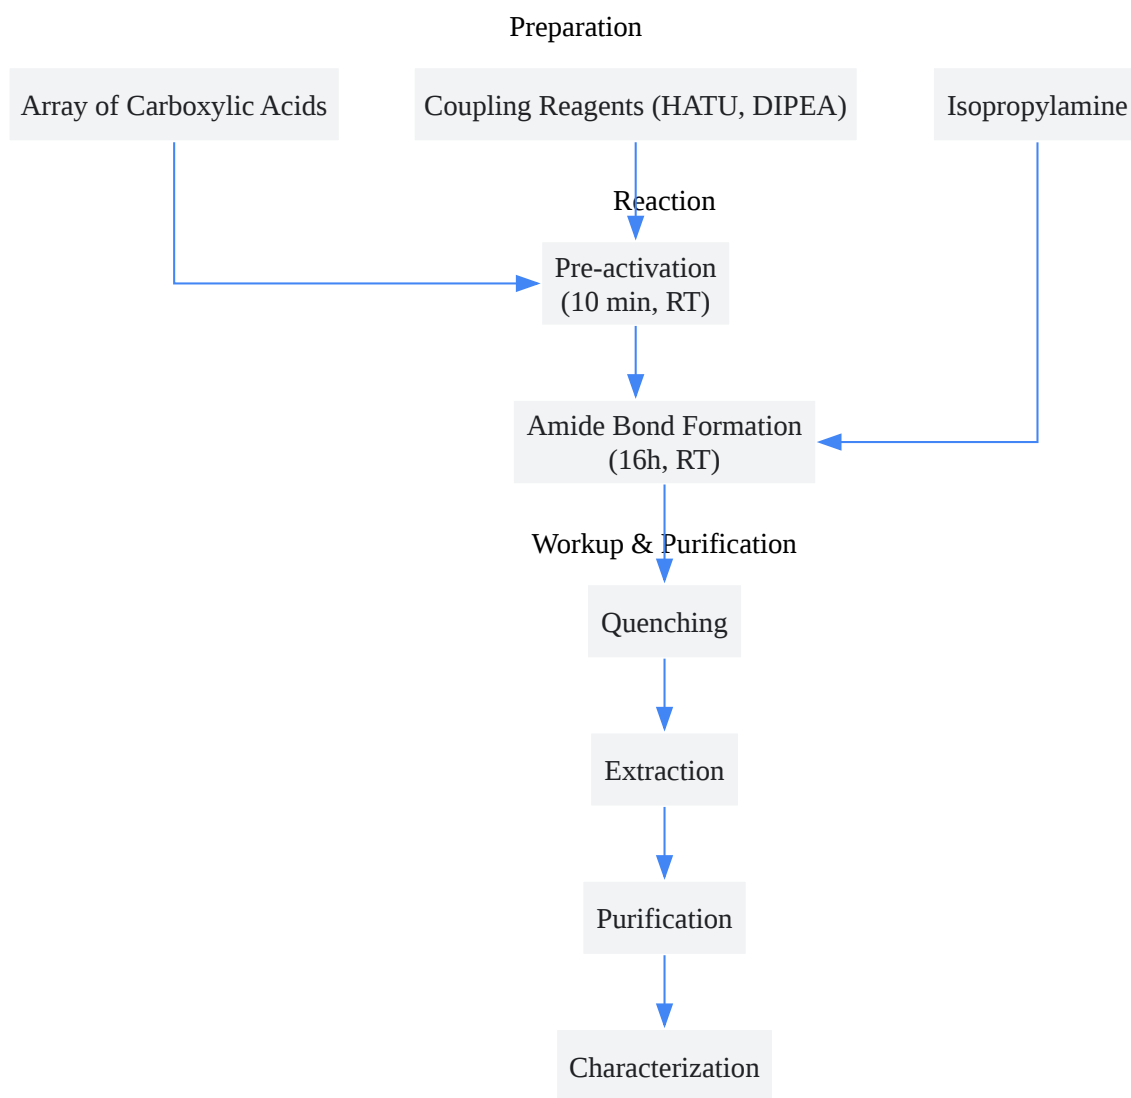 Preparation
Array of Carboxylic Acids
Coupling Reagents (HATU, DIPEA)
Isopropylamine
Reaction
Pre-activation
(10 min, RT)
Amide Bond Formation
(16h, RT)
Workup & Purification
Quenching
Extraction
Purification
Characterization